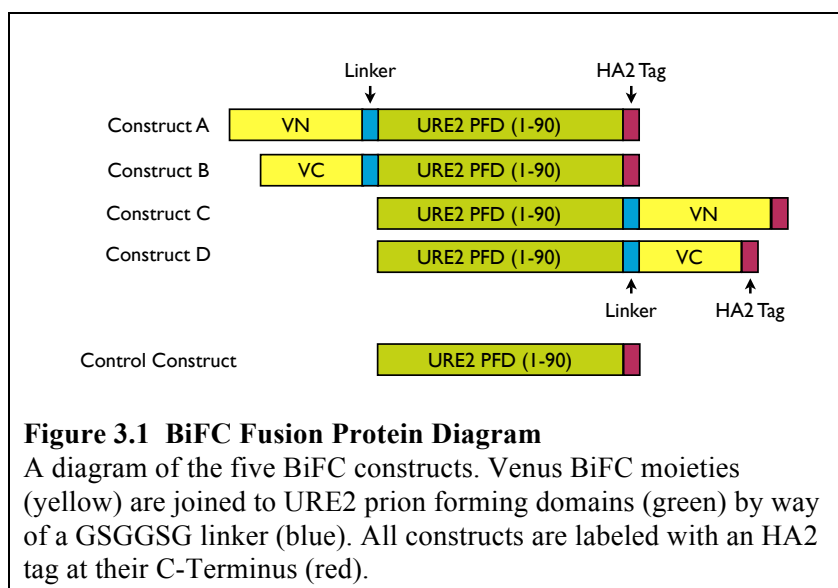 Linker HA2 Tag
Construct A VN URE2 PFD (1-90)
Construct B VC URE2 PFD (1-90)
Construct C URE2 PFD (1-90) VN
Construct D URE2 PFD (1-90) VC
Linker HA2 Tag
Control Construct URE2 PFD (1-90)
Figure 3.1 BiFC Fusion Protein Diagram
A diagram of the five BiFC constructs. Venus BiFC moieties
(yellow) are joined to URE2 prion forming domains (green) by way
of a GSGGSG linker (blue). All constructs are labeled with an HA2
tag at their C-Terminus (red).